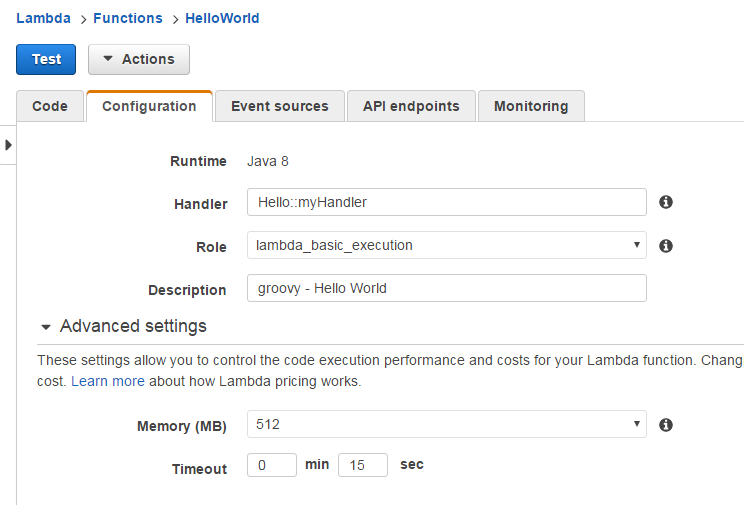 Lambda > Functions > HelloWorld
Test Actions
Code Configuration Event sources API endpoints Monitoring
Runtime Java 8
Handler Hello::myHandler
Role lambda_basic_execution
Description groovy - Hello World
Advanced settings
These settings allow you to control the code execution performance and costs for your Lambda function. Chang
cost. Learn more about how Lambda pricing works.
Memory (MB) 512
Timeout 0 min 15 sec